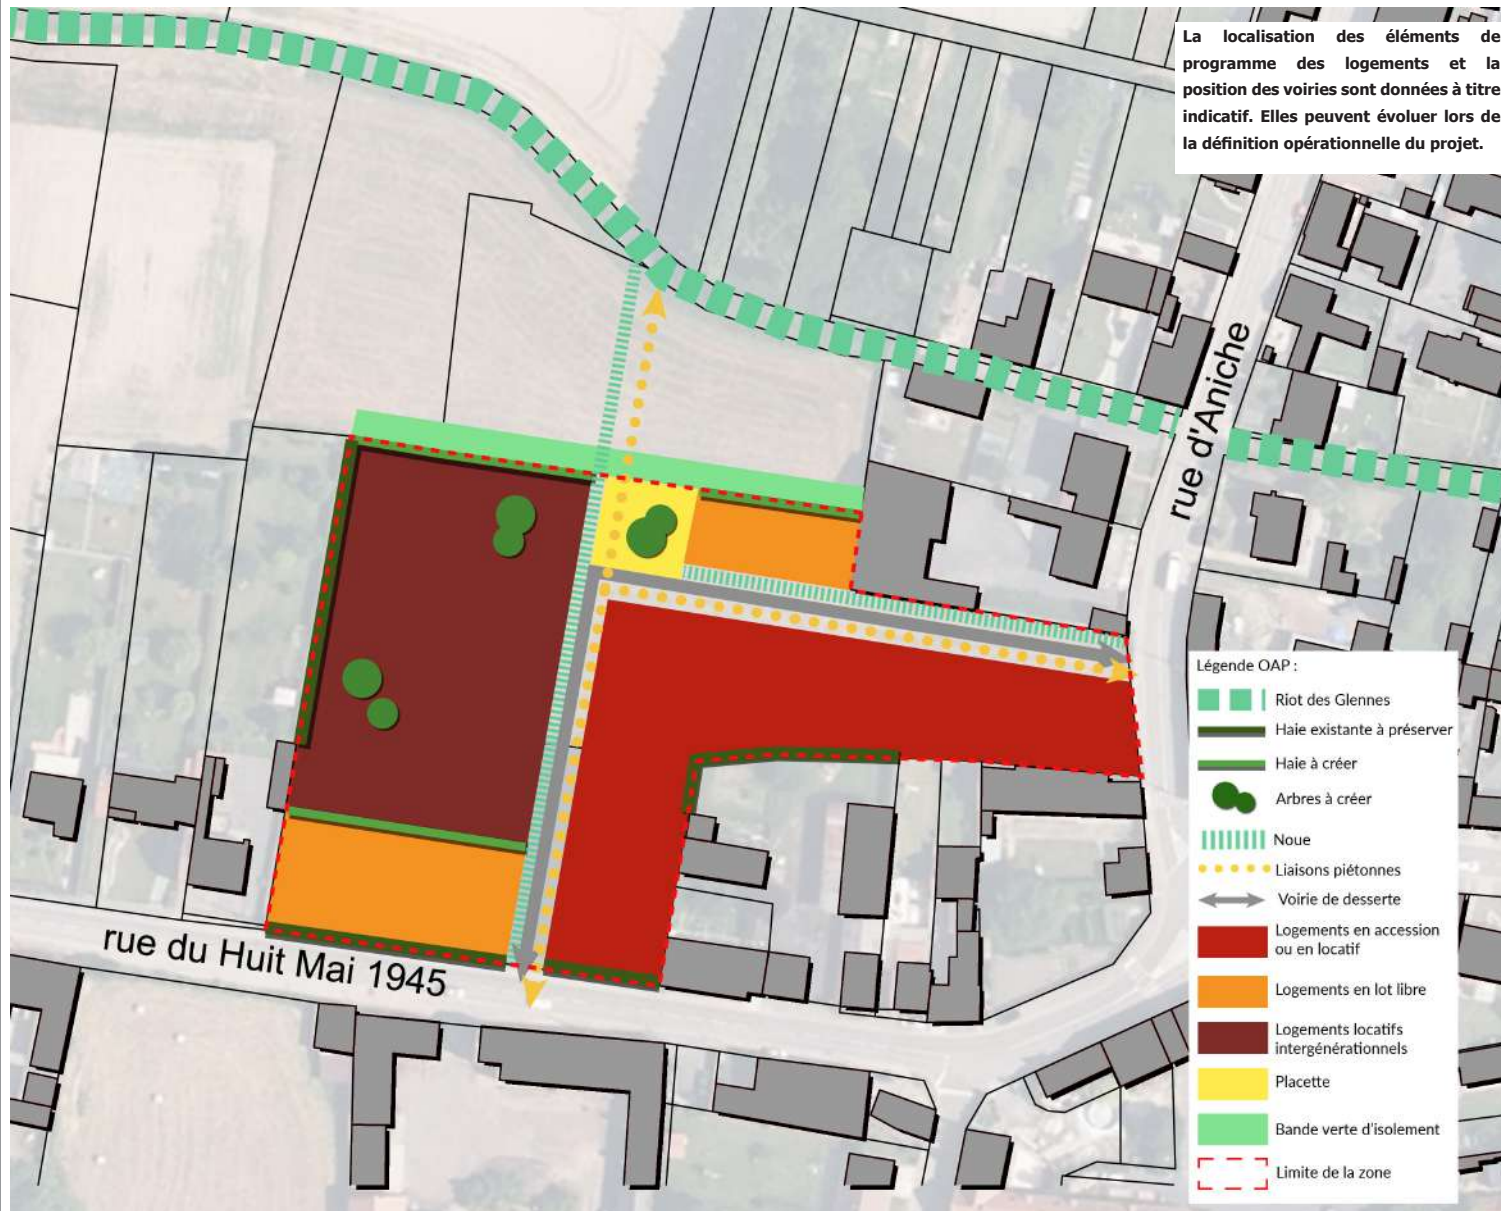 La localisation des éléments de
programme des logements et la
position des voiries sont données à titre
indicatif. Elles peuvent évoluer lors de
la définition opérationnelle du projet.
rue d'Aniche
rue du Huit Mai 1945
Légende OAP :
Riot des Glennes
Haie existante à préserver
Haie à créer
Arbres à créer
Noue
Liaisons piétonnes
Voirie de desserte
Logements en accession
ou en locatif
Logements en lot libre
Logements locatifs
intergénérationnels
Placette
Bande verte d'isolement
Limite de la zone